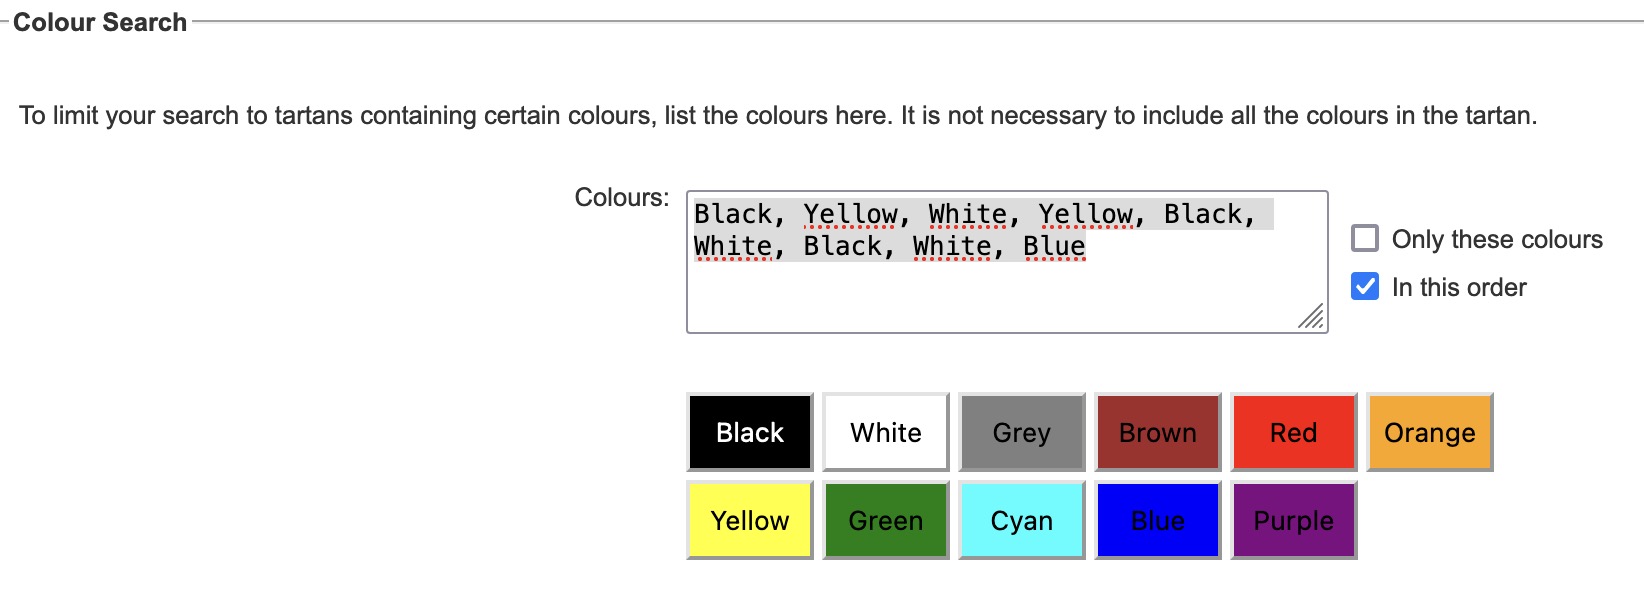 Colour Search
To limit your search to tartans containing certain colours, list the colours here. It is not necessary to include all the colours in the tartan.
Colours:
Black, Yellow, White, Yellow, Black,
White, Black, White, Blue
Only these colours
In this order
Black White Grey Brown Red Orange
Yellow Green Cyan Blue Purple